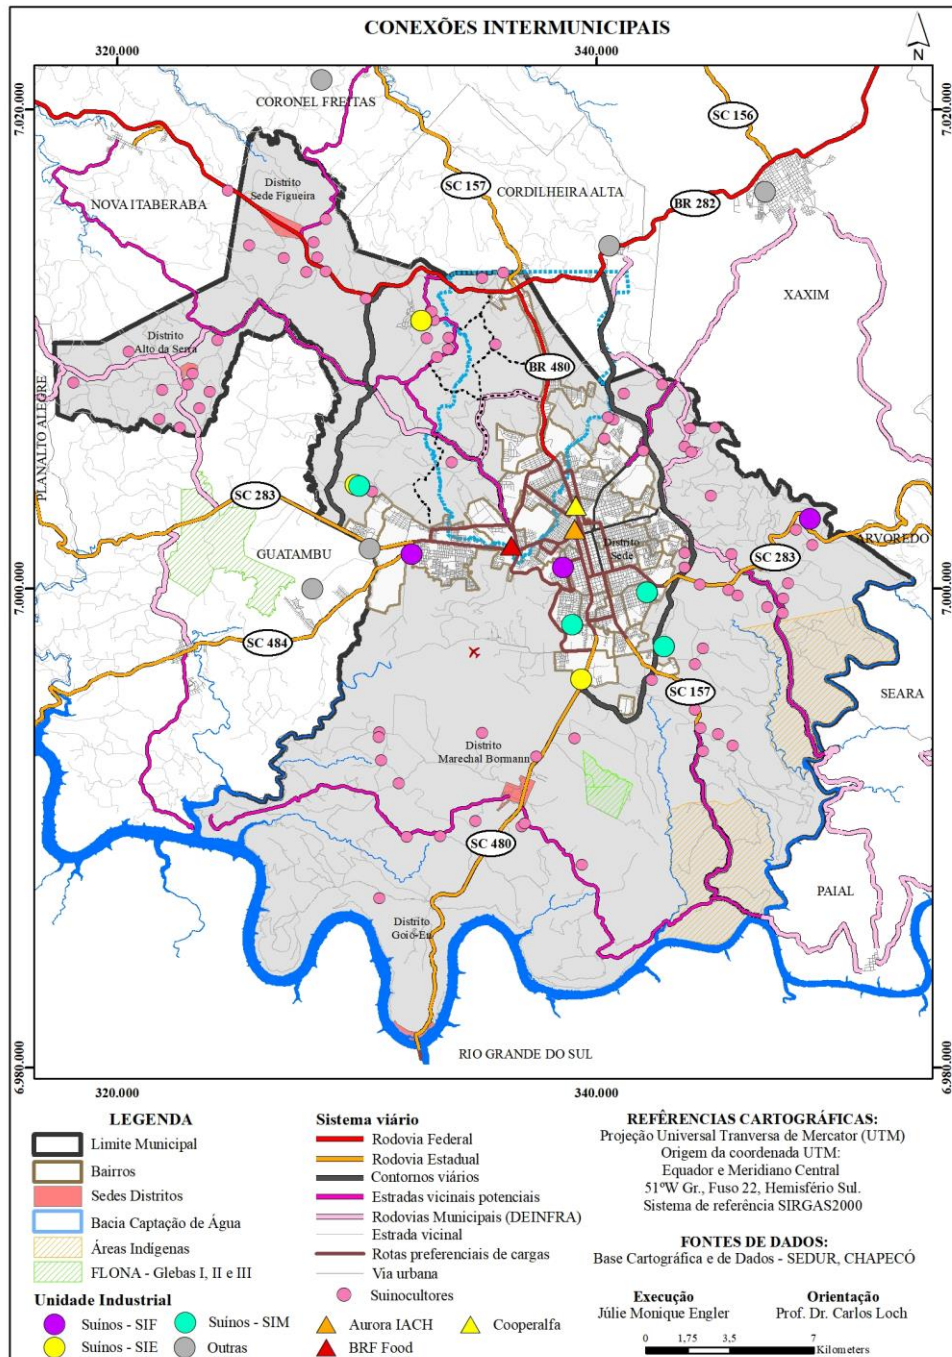 CONEXÕES INTERMUNICIPAIS
N
320.000
340.000
7.020.000
7.020.000
CORONEL FREITAS
SC 156
Distrito
Sede Figueira
SC 157
CORDILHEIRA ALTA
NOVA ITABERABA
BR 282
XAXIM
Distrito
Alto da Serra
BR 480
PLANALTO ALEGRE
SC 283
GUATAMBU
Distrito
Sede
ARVOREDO
SC 283
7.000.000
7.000.000
SC 484
SEARA
SC 157
Distrito
Marechal Bormann
SC 480
PAIAL
Distrito
Goio-En
RIO GRANDE DO SUL
6.980.000
6.980.000
320.000
340.000
LEGENDA
Limite Municipal
Bairros
Sedes Distritos
Bacia Captação de Água
Áreas Indígenas
FLONA - Glebas I, II e III
Unidade Industrial
Suínos - SIF
Suínos - SIM
Suínos - SIE
Outras
Sistema viário
Rodovia Federal
Rodovia Estadual
Contornos viários
Estradas vicinais potenciais
Rodovias Municipais (DEINFRA)
Estrada vicinal
Rotas preferenciais de cargas
Via urbana
Suinocultores
Aurora IACH
Cooperalfa
BRF Food
REFÊRENCIAS CARTOGRÁFICAS:
Projeção Universal Tranversa de Mercator (UTM)
Origem da coordenada UTM:
Equador e Meridiano Central
51ºW Gr., Fuso 22, Hemisfério Sul.
Sistema de referência SIRGAS2000
FONTES DE DADOS:
Base Cartográfica e de Dados - SEDUR, CHAPECÓ
Execução
Júlie Monique Engler
Orientação
Prof. Dr. Carlos Loch
0 1,75 3,5 7
Kilometers